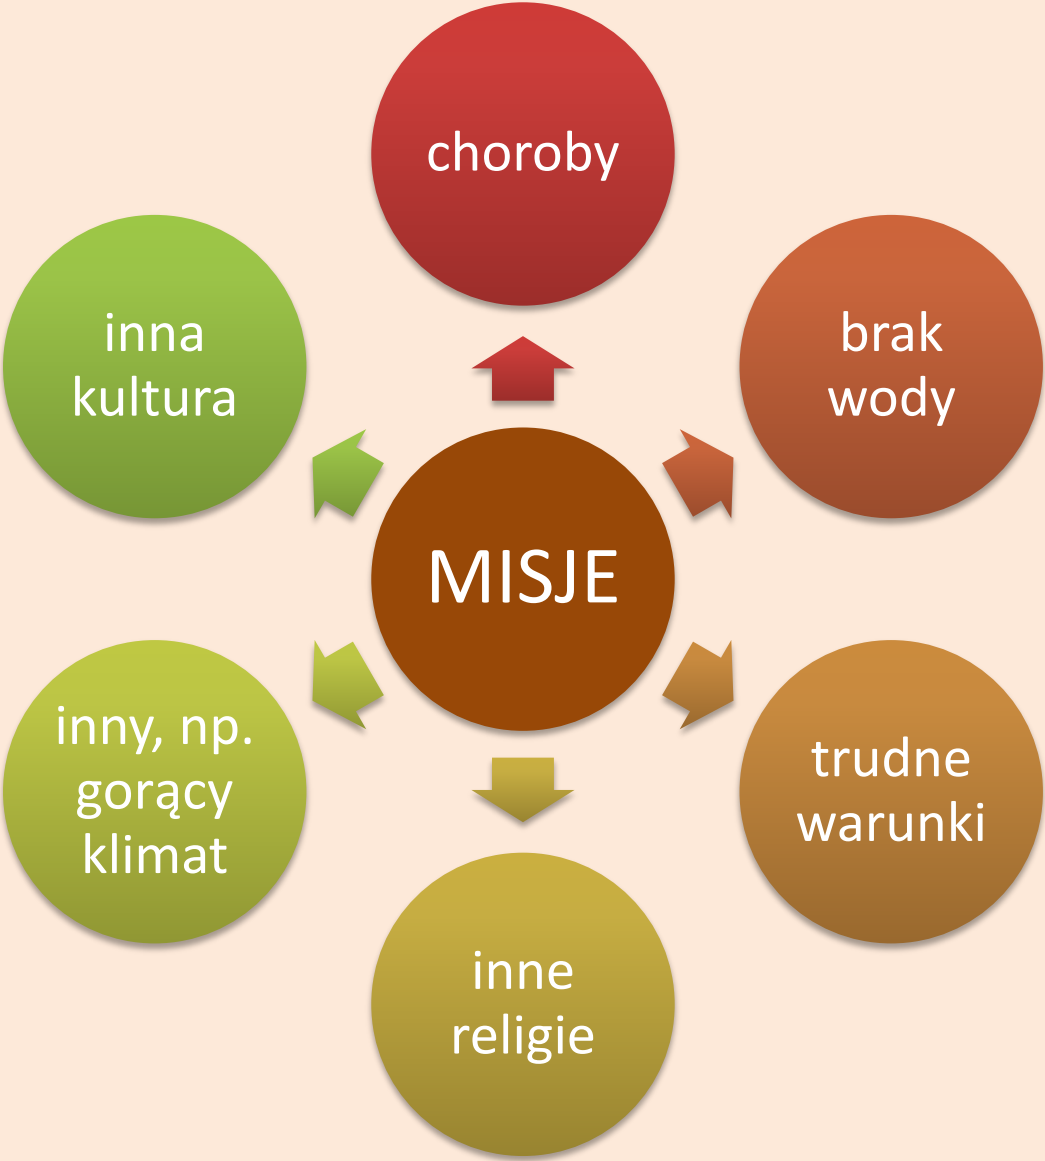 choroby
inna
kultura
brak
wody
MISJE
inny, np.
gorący
klimat
trudne
warunki
inne
religie